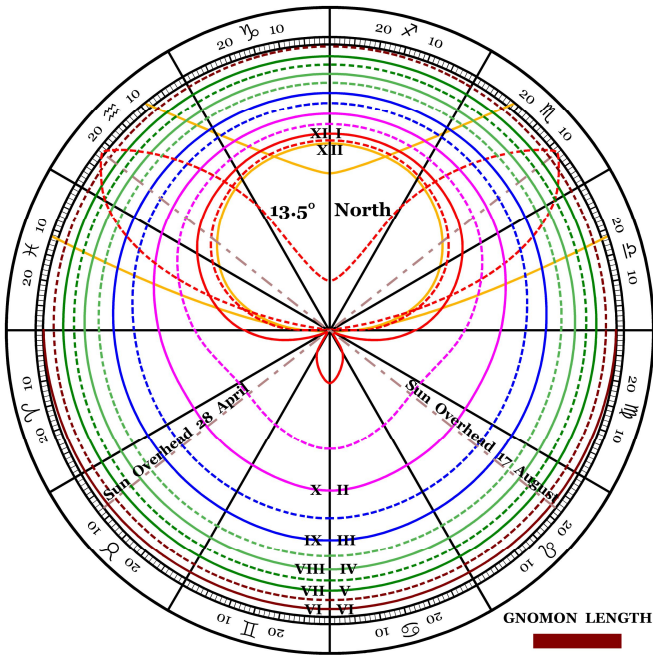 20 ♑ 10
20 ♐ 10
20 ♒ 10
20 ♏ 10
XII I
XII
13.5° North
20 ♓ 10
20 ♎ 10
20 ♈ 10
20 ♍ 10
Sun Overhead 28 April
Sun Overhead 17 August
X II
IX III
VIII IV
VII V
VI VI
10 ♉ 20
20 ♌ 10
10 ♊ 20
10 ♋ 20
GNOMON LENGTH